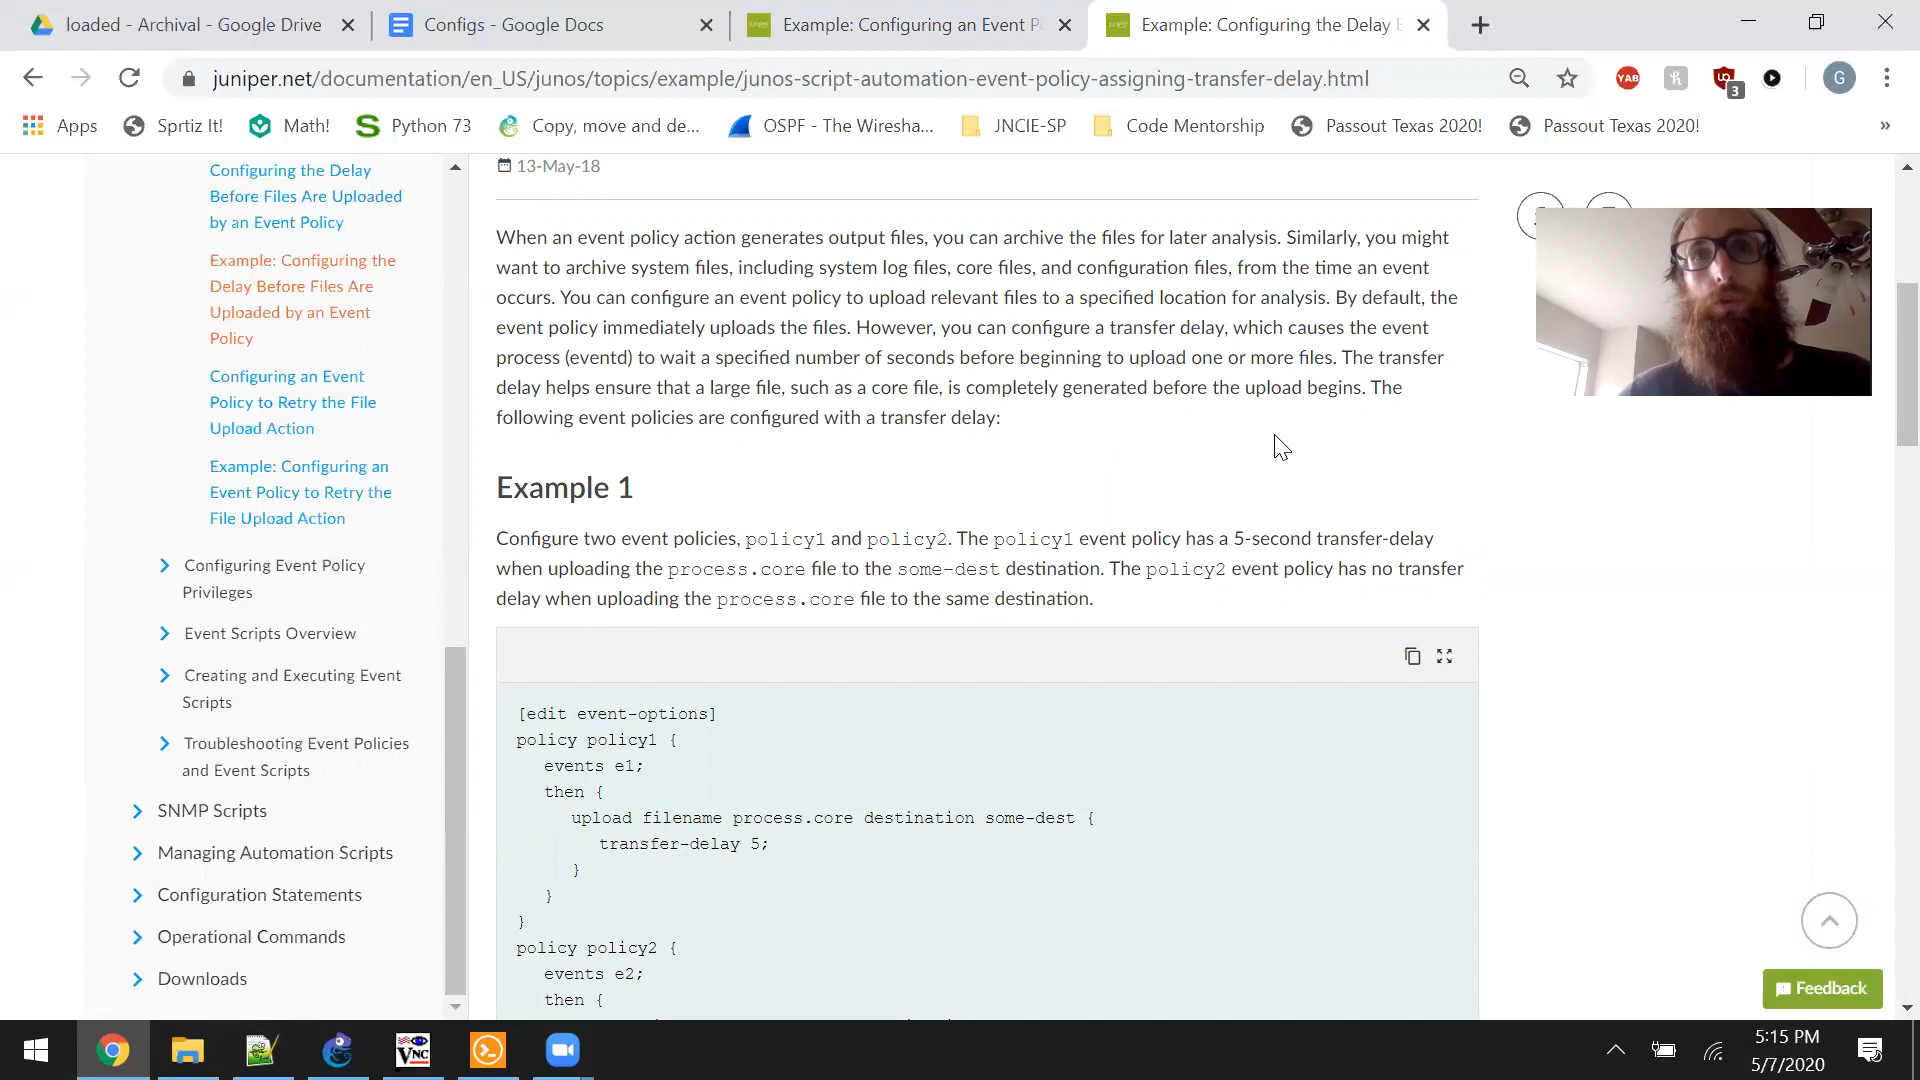 loaded - Archival - Google Drive
Configs - Google Docs
Example: Configuring an Event P
Example: Configuring the Delay
juniper.net/documentation/en_US/junos/topics/example/junos-script-automation-event-policy-assigning-transfer-delay.html
YAB
3
G
Apps
Sprtiz It!
Math!
Python 73
Copy, move and de...
OSPF - The Wiresha...
JNCIE-SP
Code Mentorship
Passout Texas 2020!
Passout Texas 2020!
»
Configuring the Delay
Before Files Are Uploaded
by an Event Policy
Example: Configuring the
Delay Before Files Are
Uploaded by an Event
Policy
Configuring an Event
Policy to Retry the File
Upload Action
Example: Configuring an
Event Policy to Retry the
File Upload Action
Configuring Event Policy
Privileges
Event Scripts Overview
Creating and Executing Event
Scripts
Troubleshooting Event Policies
and Event Scripts
SNMP Scripts
Managing Automation Scripts
Configuration Statements
Operational Commands
Downloads
13-May-18
When an event policy action generates output files, you can archive the files for later analysis. Similarly, you might
want to archive system files, including system log files, core files, and configuration files, from the time an event
occurs. You can configure an event policy to upload relevant files to a specified location for analysis. By default, the
event policy immediately uploads the files. However, you can configure a transfer delay, which causes the event
process (eventd) to wait a specified number of seconds before beginning to upload one or more files. The transfer
delay helps ensure that a large file, such as a core file, is completely generated before the upload begins. The
following event policies are configured with a transfer delay:
Example 1
Configure two event policies, policy1 and policy2. The policy1 event policy has a 5-second transfer-delay
when uploading the process.core file to the some-dest destination. The policy2 event policy has no transfer
delay when uploading the process.core file to the same destination.
[edit event-options]
policy policy1 {
events e1;
then {
upload filename process.core destination some-dest {
transfer-delay 5;
}
}
}
policy policy2 {
events e2;
then {
Feedback
VNC
5:15 PM
5/7/2020